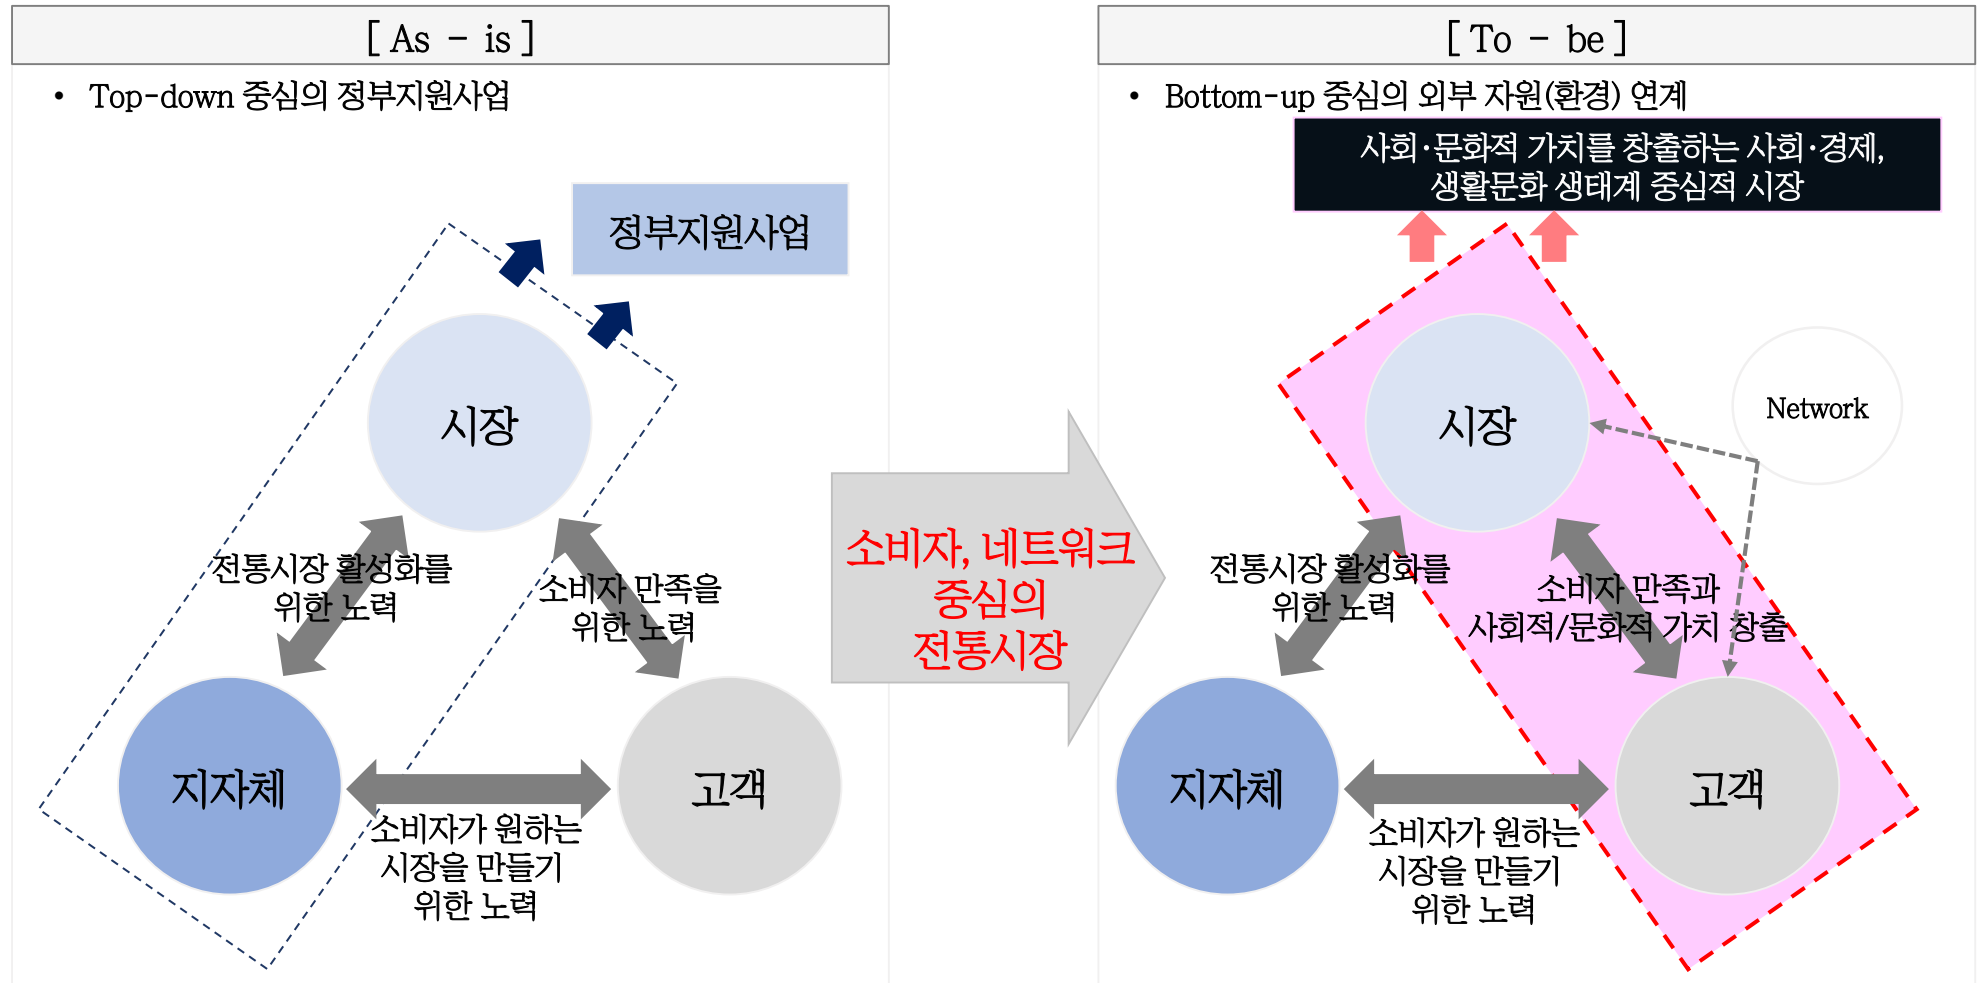 [ As - is ]
• Top-down 중심의 정부지원사업
정부지원사업
시장
전통시장 활성화를
위한 노력
소비자 만족을
위한 노력
지자체
고객
소비자가 원하는
시장을 만들기
위한 노력
소비자, 네트워크
중심의
전통시장
[ To - be ]
• Bottom-up 중심의 외부 자원(환경) 연계
사회·문화적 가치를 창출하는 사회·경제,
생활문화 생태계 중심적 시장
시장
Network
전통시장 활성화를
위한 노력
소비자 만족과
사회적/문화적 가치 창출
지자체
고객
소비자가 원하는
시장을 만들기
위한 노력